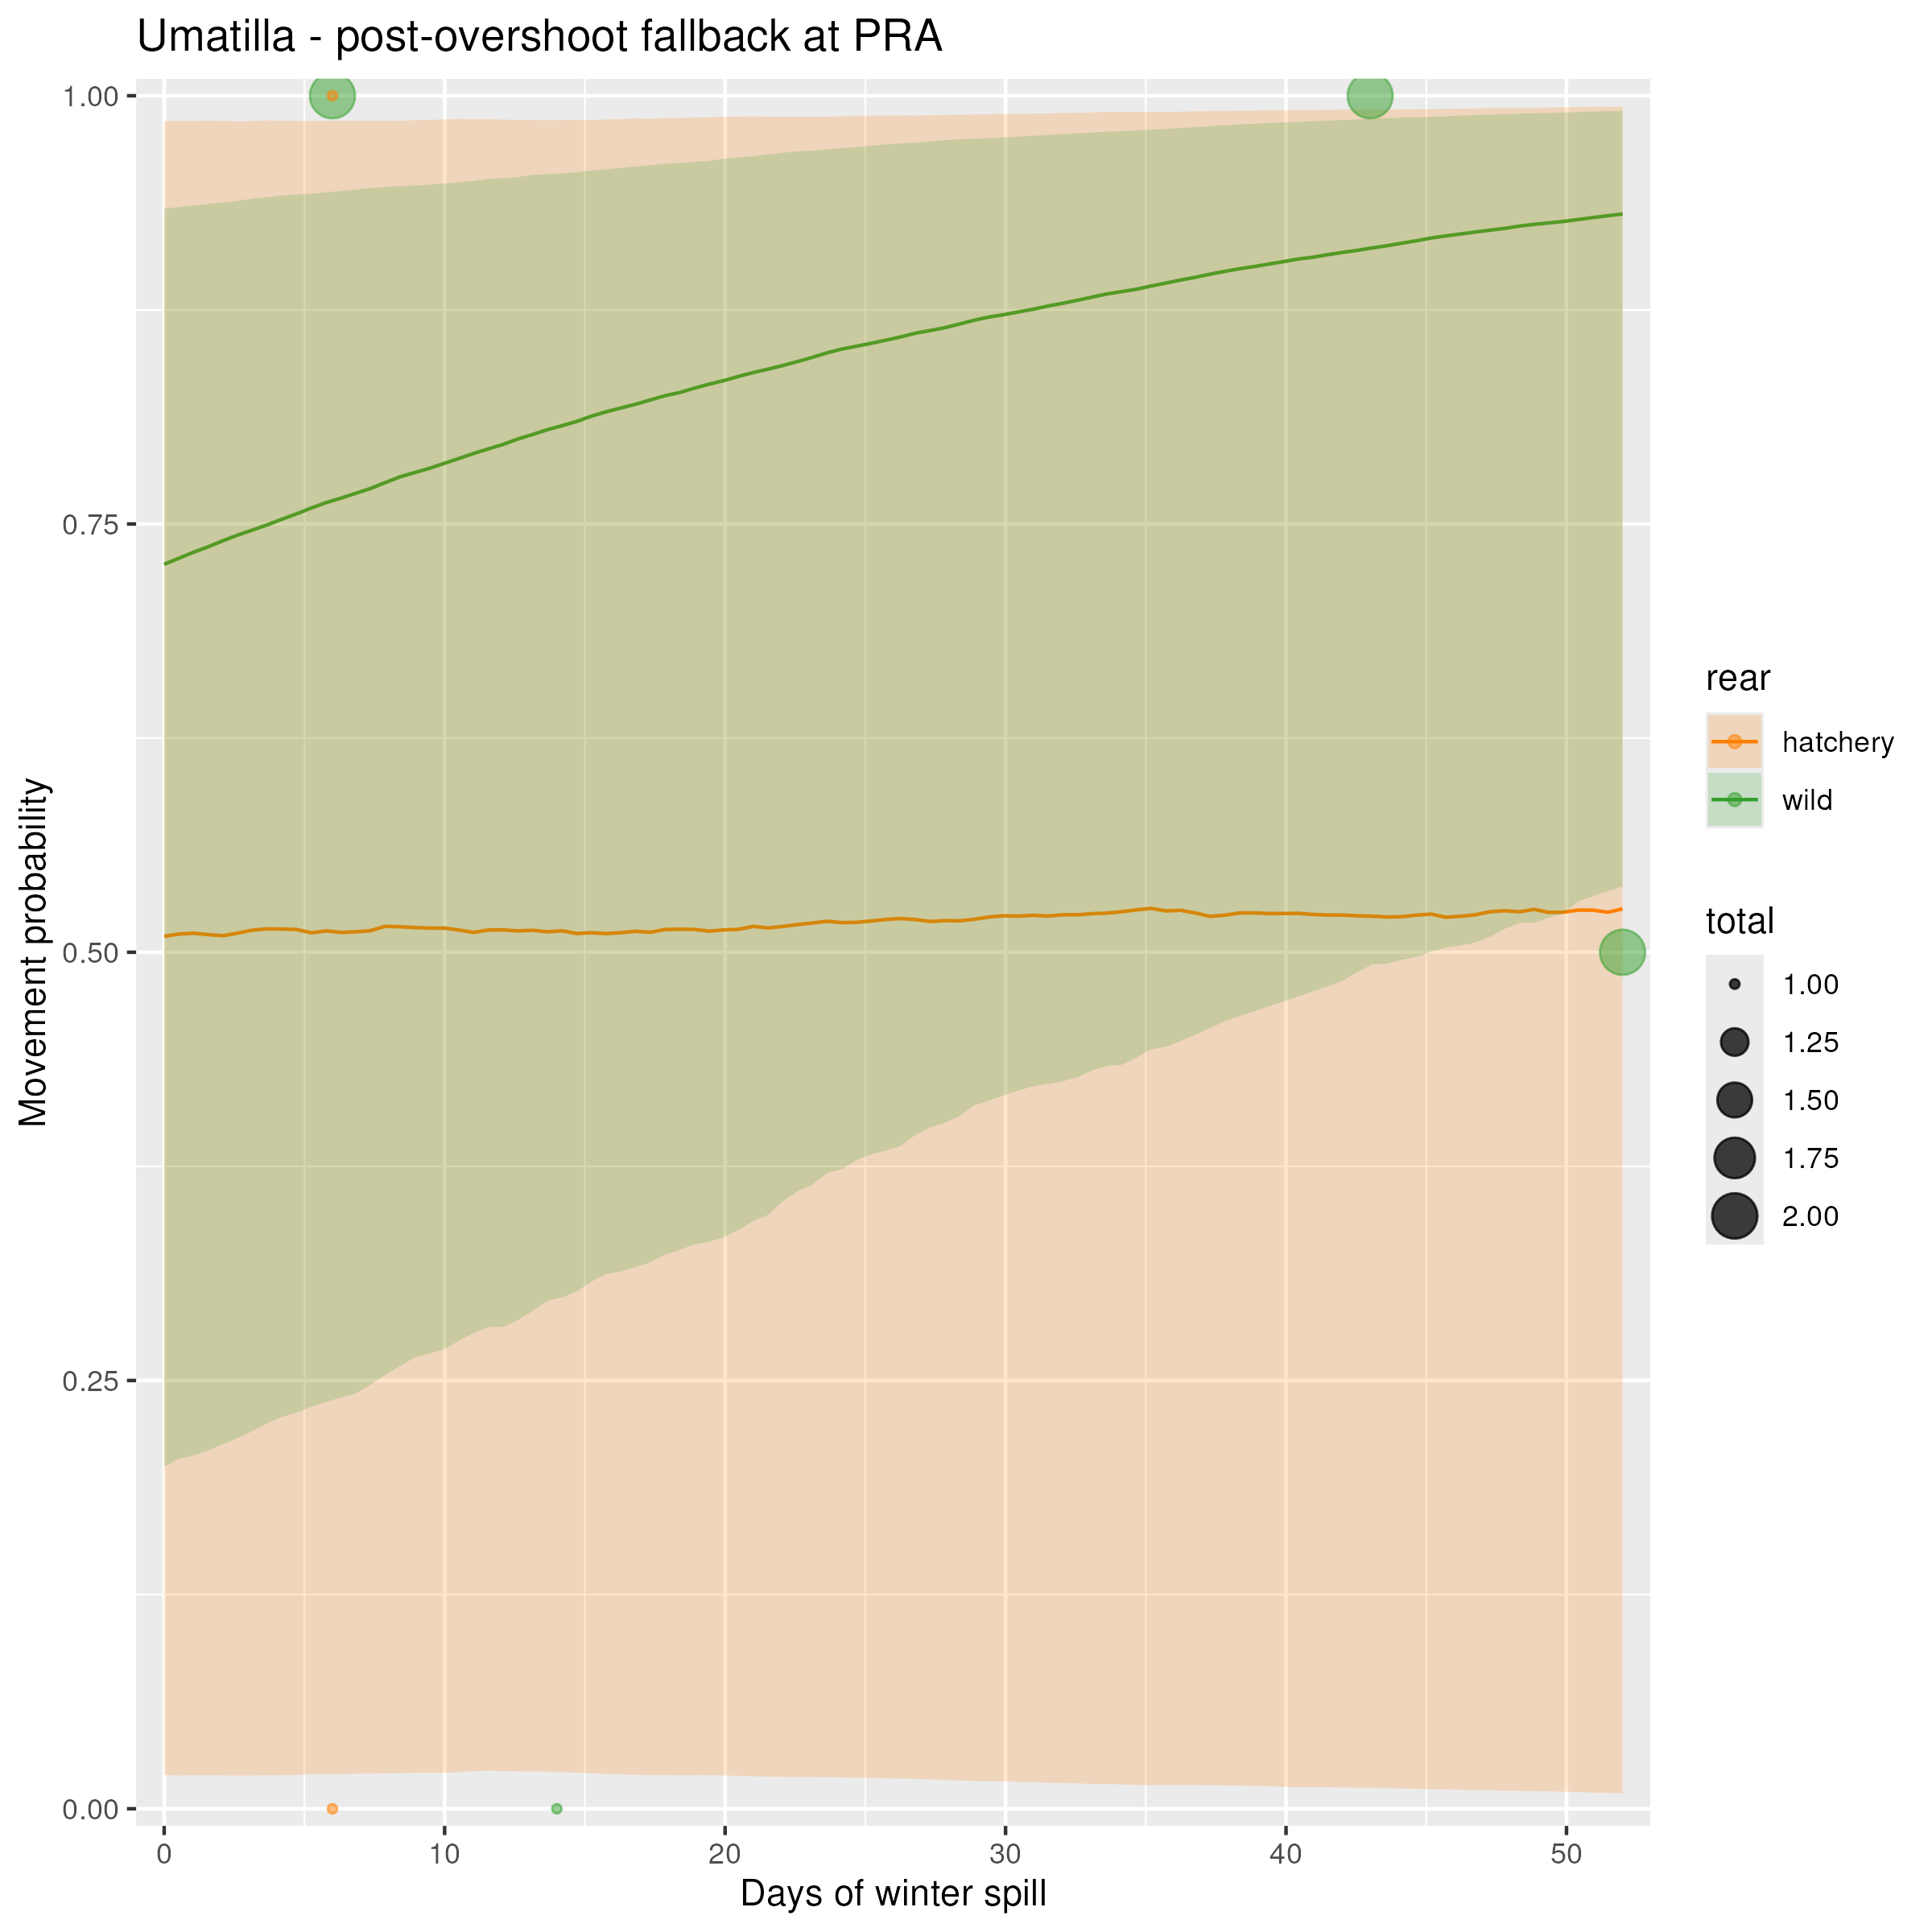 Umatilla - post-overshoot fallback at PRA
Movement probability
1.00
0.75
0.50
0.25
0.00
0 10 20 30 40 50
Days of winter spill
rear
hatchery
wild
total
1.00
1.25
1.50
1.75
2.00